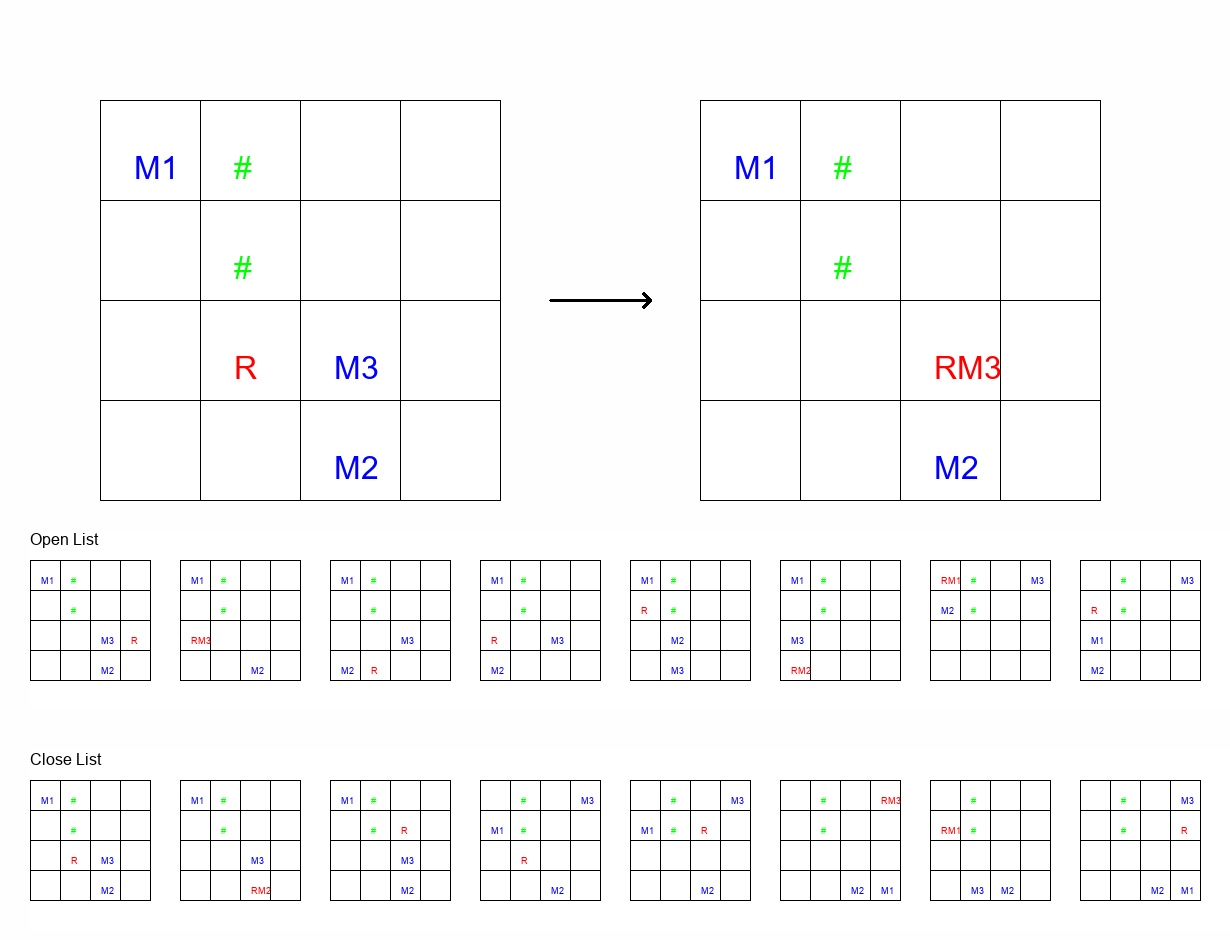 M1 # M1 #
# #
R M3 RM3
M2 M2
Open List
M1 # M1 # M1 # M1 # M1 # M1 # RM1 # M3 # M3
# # # # R # # M2 # R #
M3 R RM3 M3 R M3 M2 M3 M1
M2 M2 M2 R M2 M3 RM2 M2
Close List
M1 # M1 # M1 # # M3 # M3 # RM3 # # M3
# # # R M1 # M1 # R # RM1 # # R
R M3 M3 M3 R
M2 RM2 M2 M2 M2 M2 M1 M3 M2 M2 M1